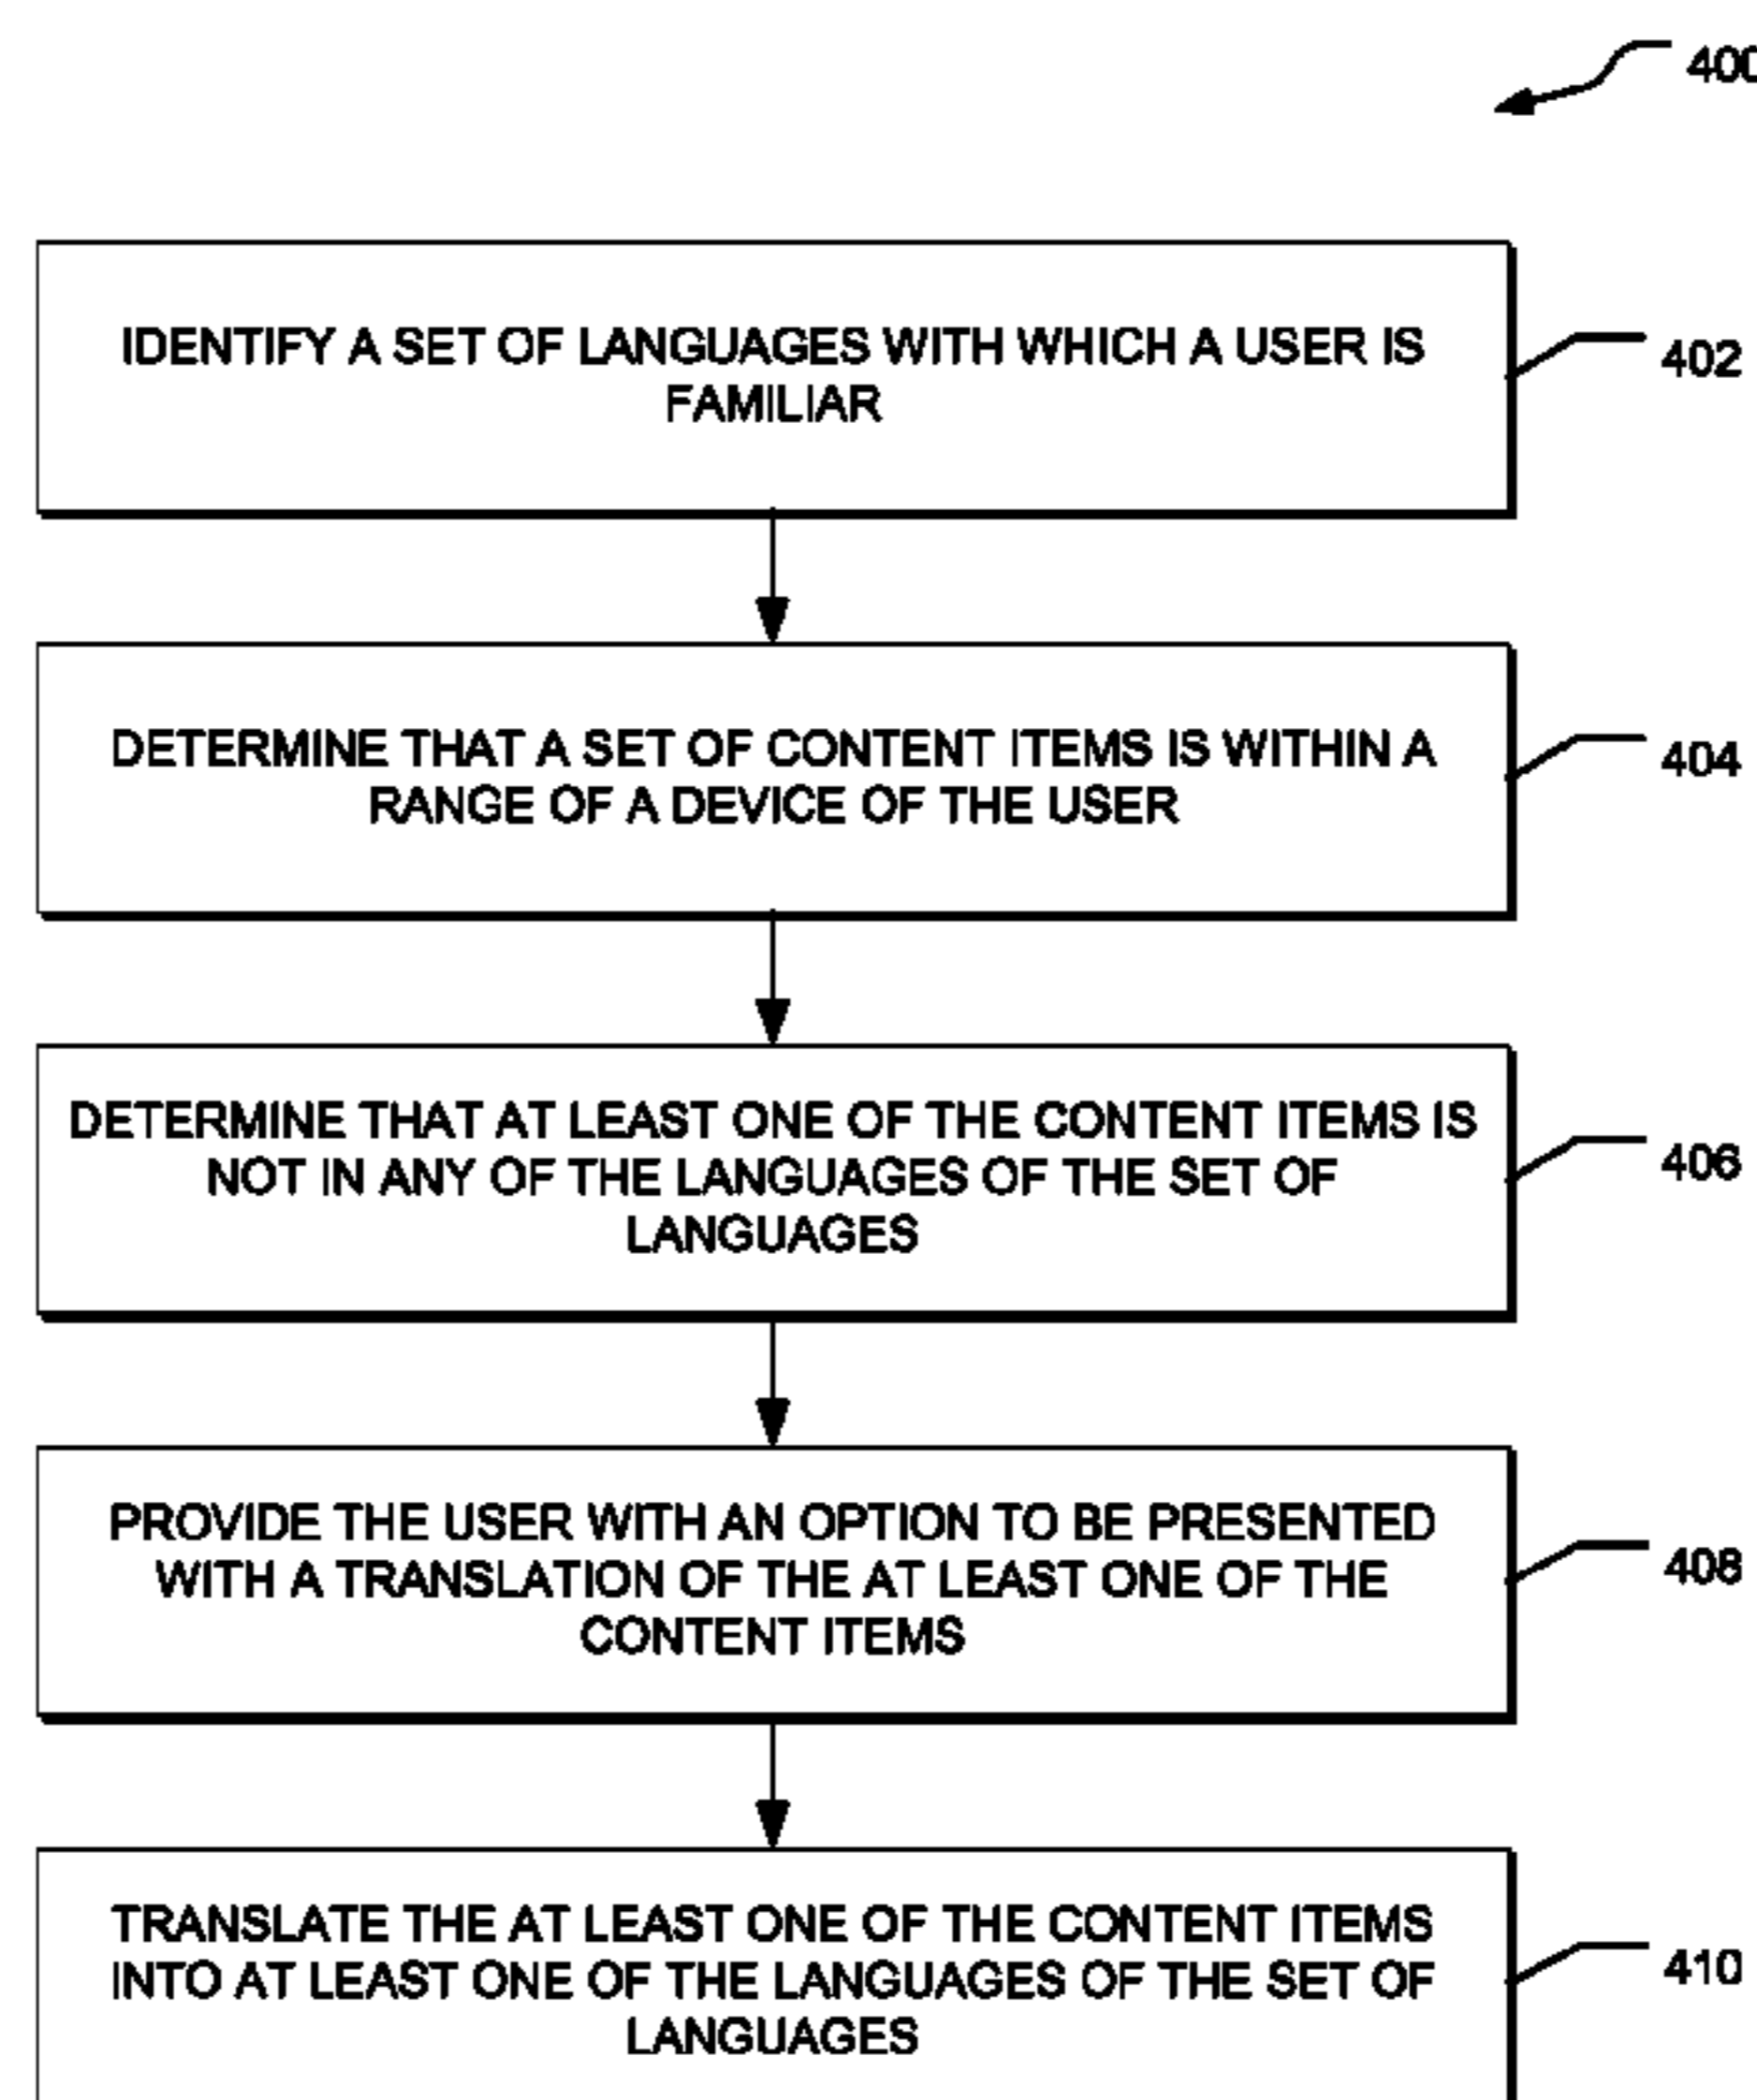 400
IDENTIFY A SET OF LANGUAGES WITH WHICH A USER IS
FAMILIAR
402
DETERMINE THAT A SET OF CONTENT ITEMS IS WITHIN A
RANGE OF A DEVICE OF THE USER
404
DETERMINE THAT AT LEAST ONE OF THE CONTENT ITEMS IS
NOT IN ANY OF THE LANGUAGES OF THE SET OF
LANGUAGES
406
PROVIDE THE USER WITH AN OPTION TO BE PRESENTED
WITH A TRANSLATION OF THE AT LEAST ONE OF THE
CONTENT ITEMS
408
TRANSLATE THE AT LEAST ONE OF THE CONTENT ITEMS
INTO AT LEAST ONE OF THE LANGUAGES OF THE SET OF
LANGUAGES
410